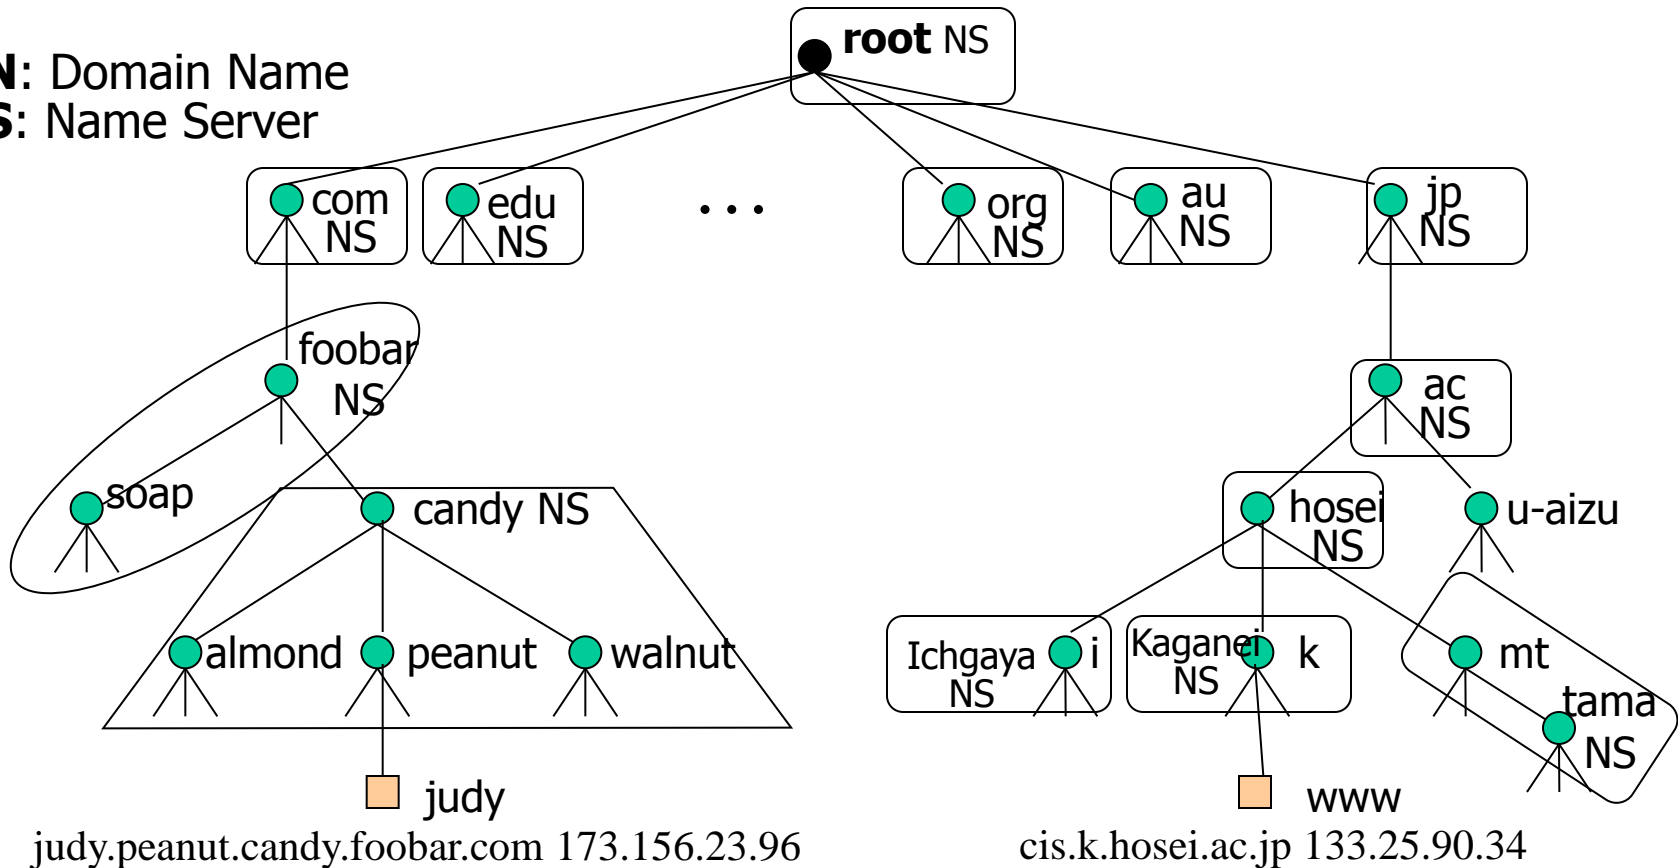 root NS
N: Domain Name
S: Name Server
com
NS
edu
NS
...
org
NS
au
NS
jp
NS
foobar
NS
ac
NS
soap
candy NS
hosei
NS
u-aizu
almond
peanut
walnut
Ichgaya
NS
i
Kaganei
NS
k
mt
tama
NS
judy
www
judy.peanut.candy.foobar.com 173.156.23.96
cis.k.hosei.ac.jp 133.25.90.34